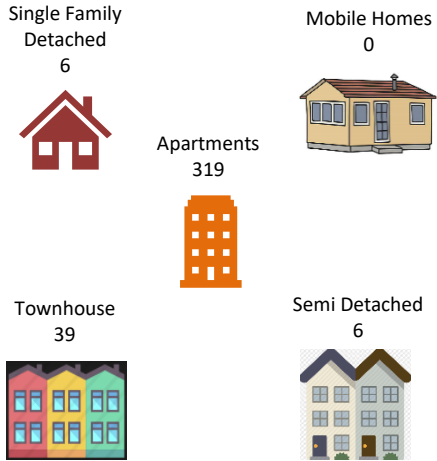 Single Family
Detached
6
Mobile Homes
0
Apartments
319
Townhouse
39
Semi Detached
6